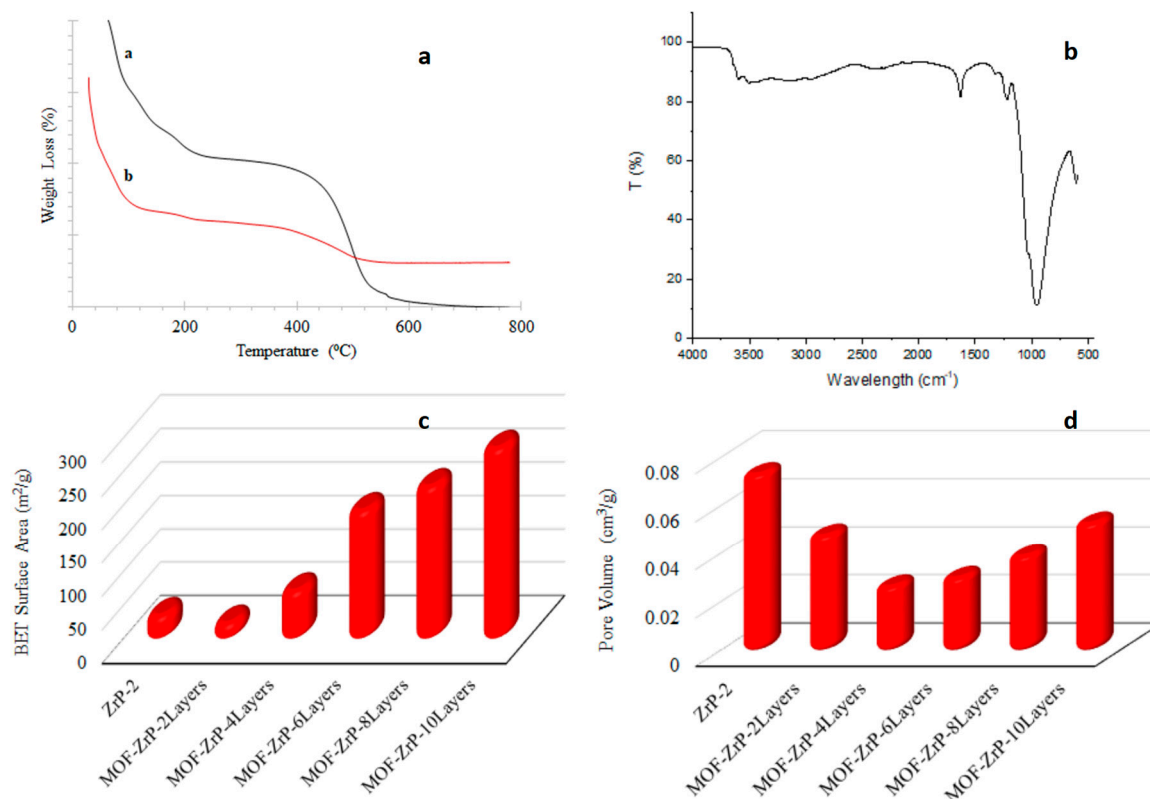 a
a
b
Weight Loss (%)
0
200
400
600
800
Temperature (⁰C)
b
100
80
60
40
20
0
T (%)
4000
3500
3000
2500
2000
1500
1000
500
Wavelength (cm⁻¹)
c
300
250
200
150
100
50
0
BET Surface Area (m²/g)
ZrP-2
MOF-ZrP-2Layers
MOF-ZrP-4Layers
MOF-ZrP-6Layers
MOF-ZrP-8Layers
MOF-ZrP-10Layers
d
0.08
0.06
0.04
0.02
0
Pore Volume (cm³/g)
ZrP-2
MOF-ZrP-2Layers
MOF-ZrP-4Layers
MOF-ZrP-6Layers
MOF-ZrP-8Layers
MOF-ZrP-10Layers